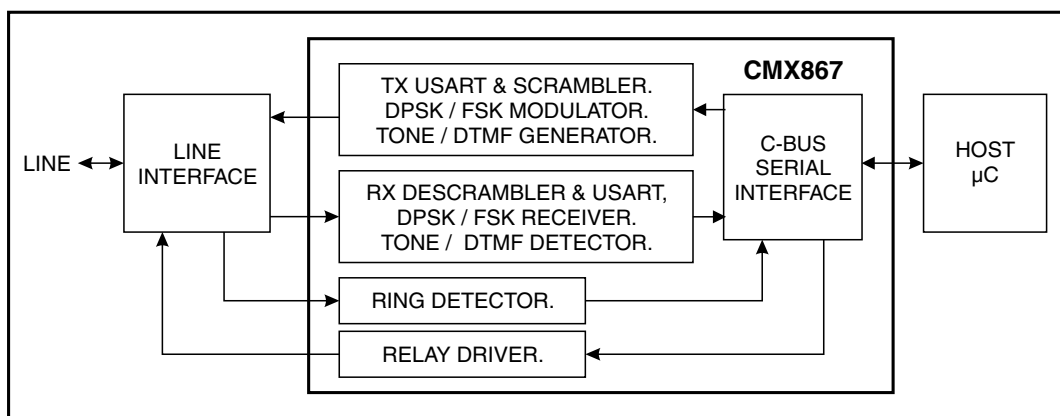 CMX867
TX USART & SCRAMBLER.
DPSK / FSK MODULATOR.
TONE / DTMF GENERATOR.
LINE
LINE
INTERFACE
C-BUS
SERIAL
INTERFACE
HOST
µC
RX DESCRAMBLER & USART,
DPSK / FSK RECEIVER.
TONE / DTMF DETECTOR.
RING DETECTOR.
RELAY DRIVER.